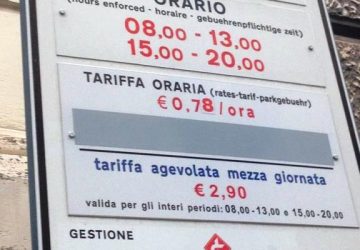 ORARIO
(hours enforced - horaire - gebuehrenpflichtige zeit)
08,00 - 13,00
15,00 - 20,00
TARIFFA ORARIA (rates-tarif-parkgebuehr)
€ 0,78 / ora
tariffa agevolata mezza giornata
€ 2,90
valida per gli interi periodi: 08,00 -13,00 e 15,00-20,00
GESTIONE